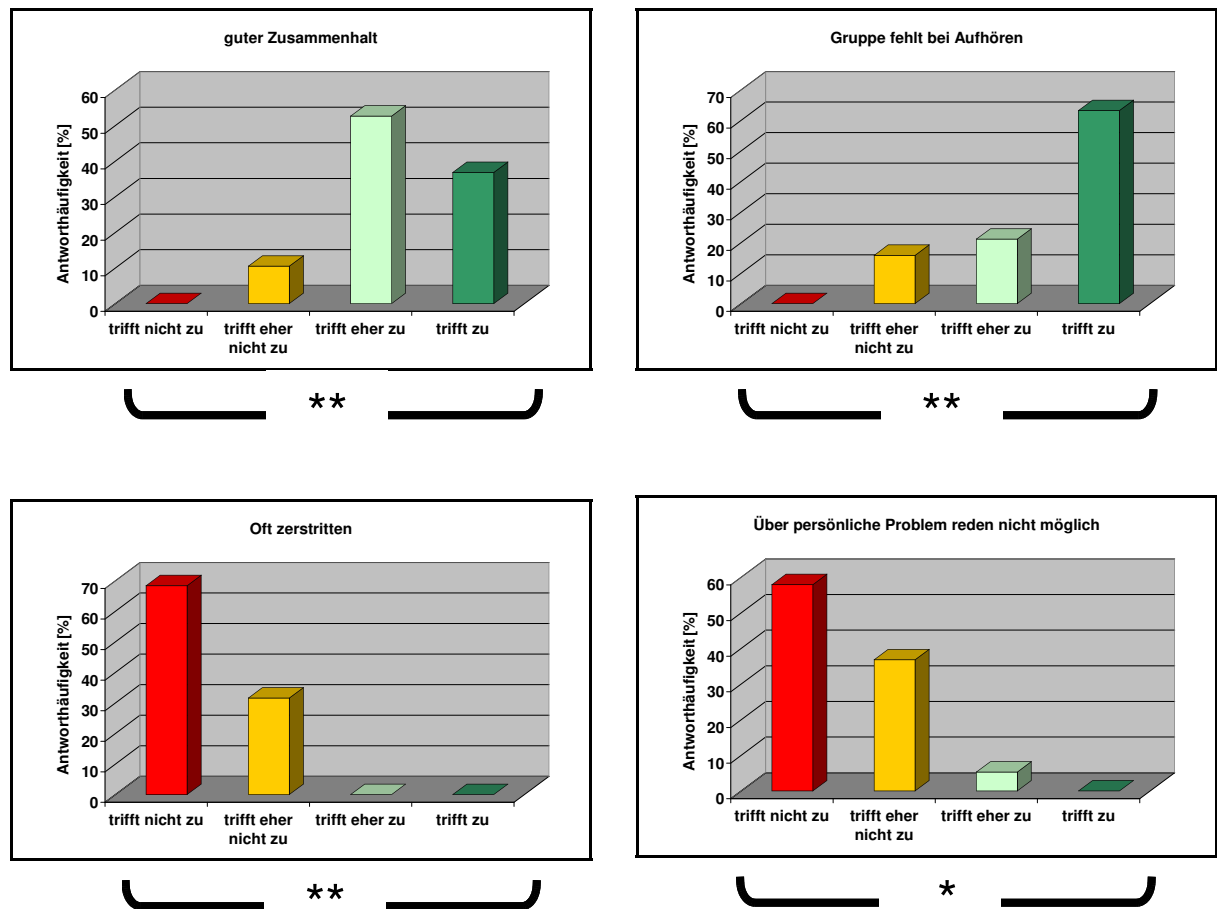 guter Zusammenhalt
Antworthäufigkeit [%]
60
50
40
30
20
10
0
trifft nicht zu
trifft eher
nicht zu
trifft eher zu
trifft zu
**
Gruppe fehlt bei Aufhören
Antworthäufigkeit [%]
70
60
50
40
30
20
10
0
trifft nicht zu
trifft eher
nicht zu
trifft eher zu
trifft zu
**
Oft zerstritten
Antworthäufigkeit [%]
70
60
50
40
30
20
10
0
trifft nicht zu
trifft eher
nicht zu
trifft eher zu
trifft zu
**
Über persönliche Problem reden nicht möglich
Antworthäufigkeit [%]
60
50
40
30
20
10
0
trifft nicht zu
trifft eher
nicht zu
trifft eher zu
trifft zu
*